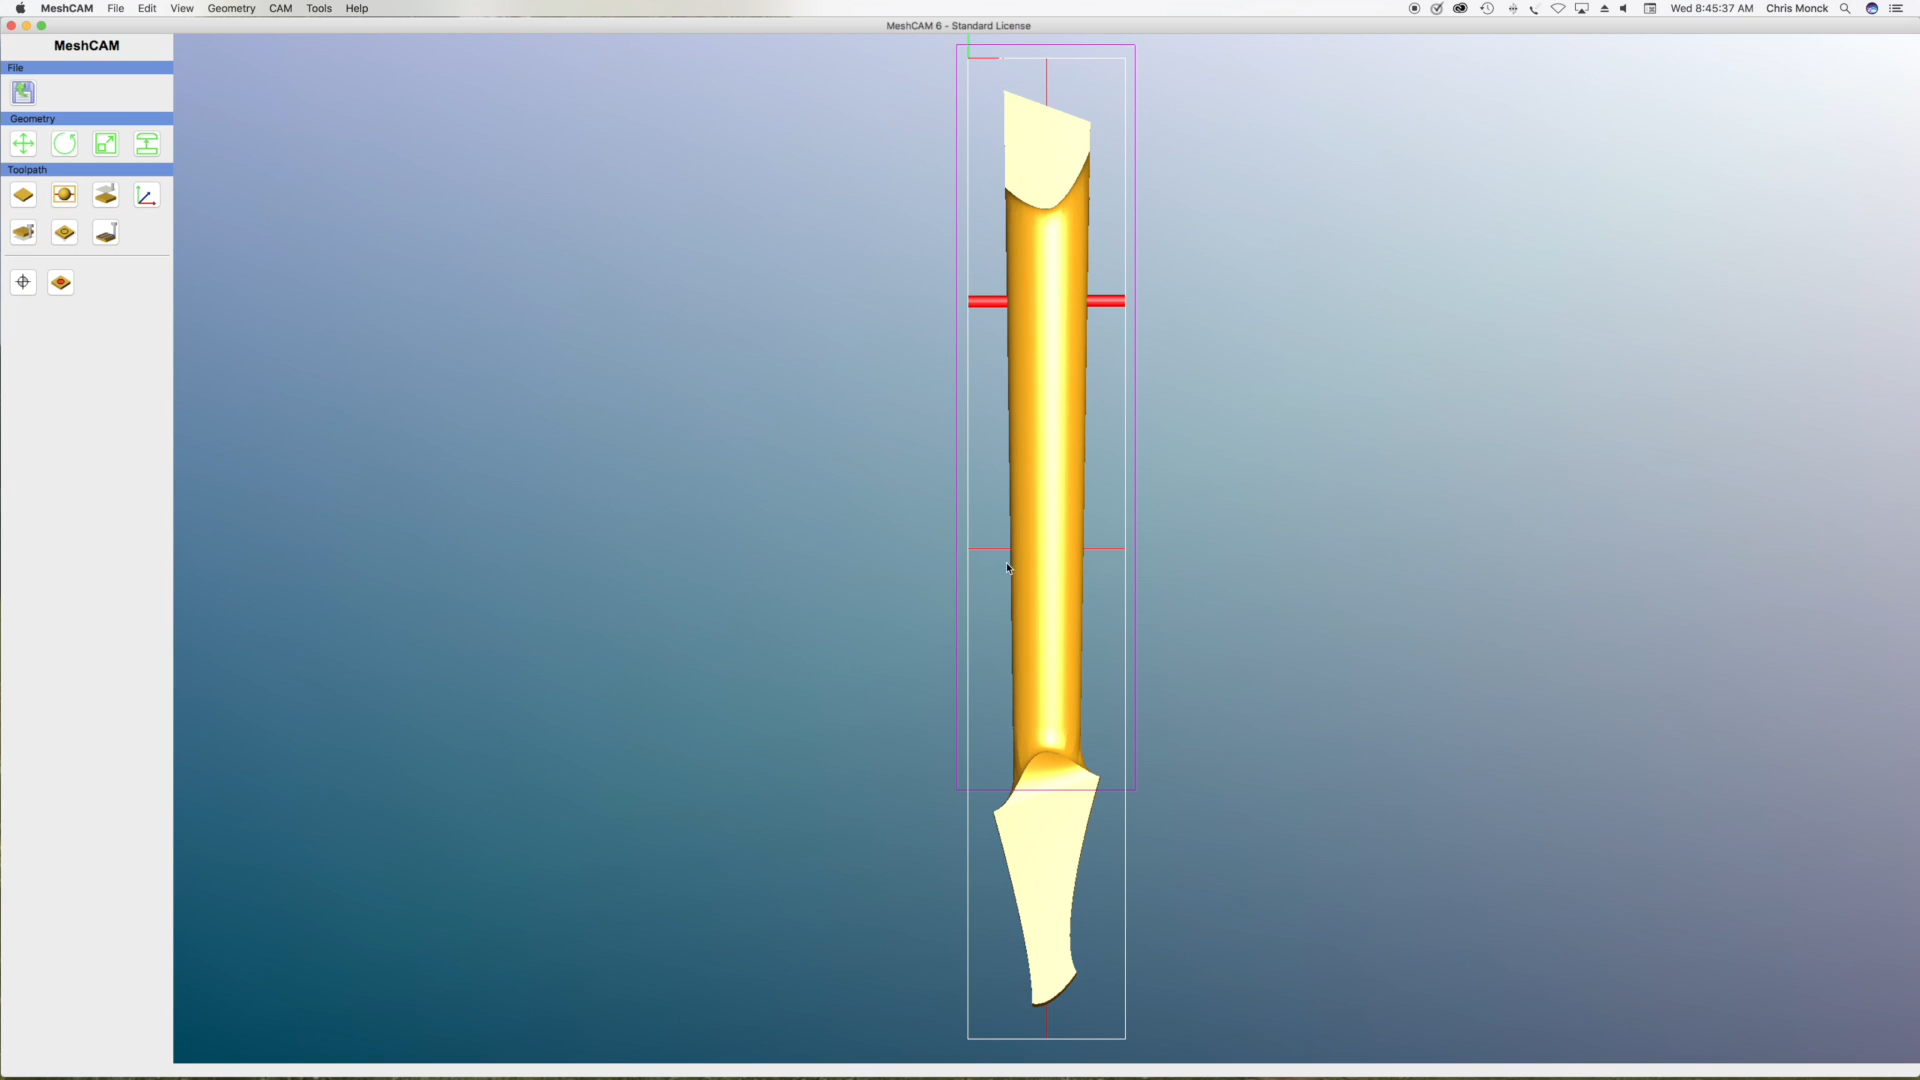 MeshCAM File Edit View Geometry CAM Tools Help Wed 8:45:37 AM Chris Monck
MeshCAM 6 - Standard License
MeshCAM
File
Geometry
Toolpath